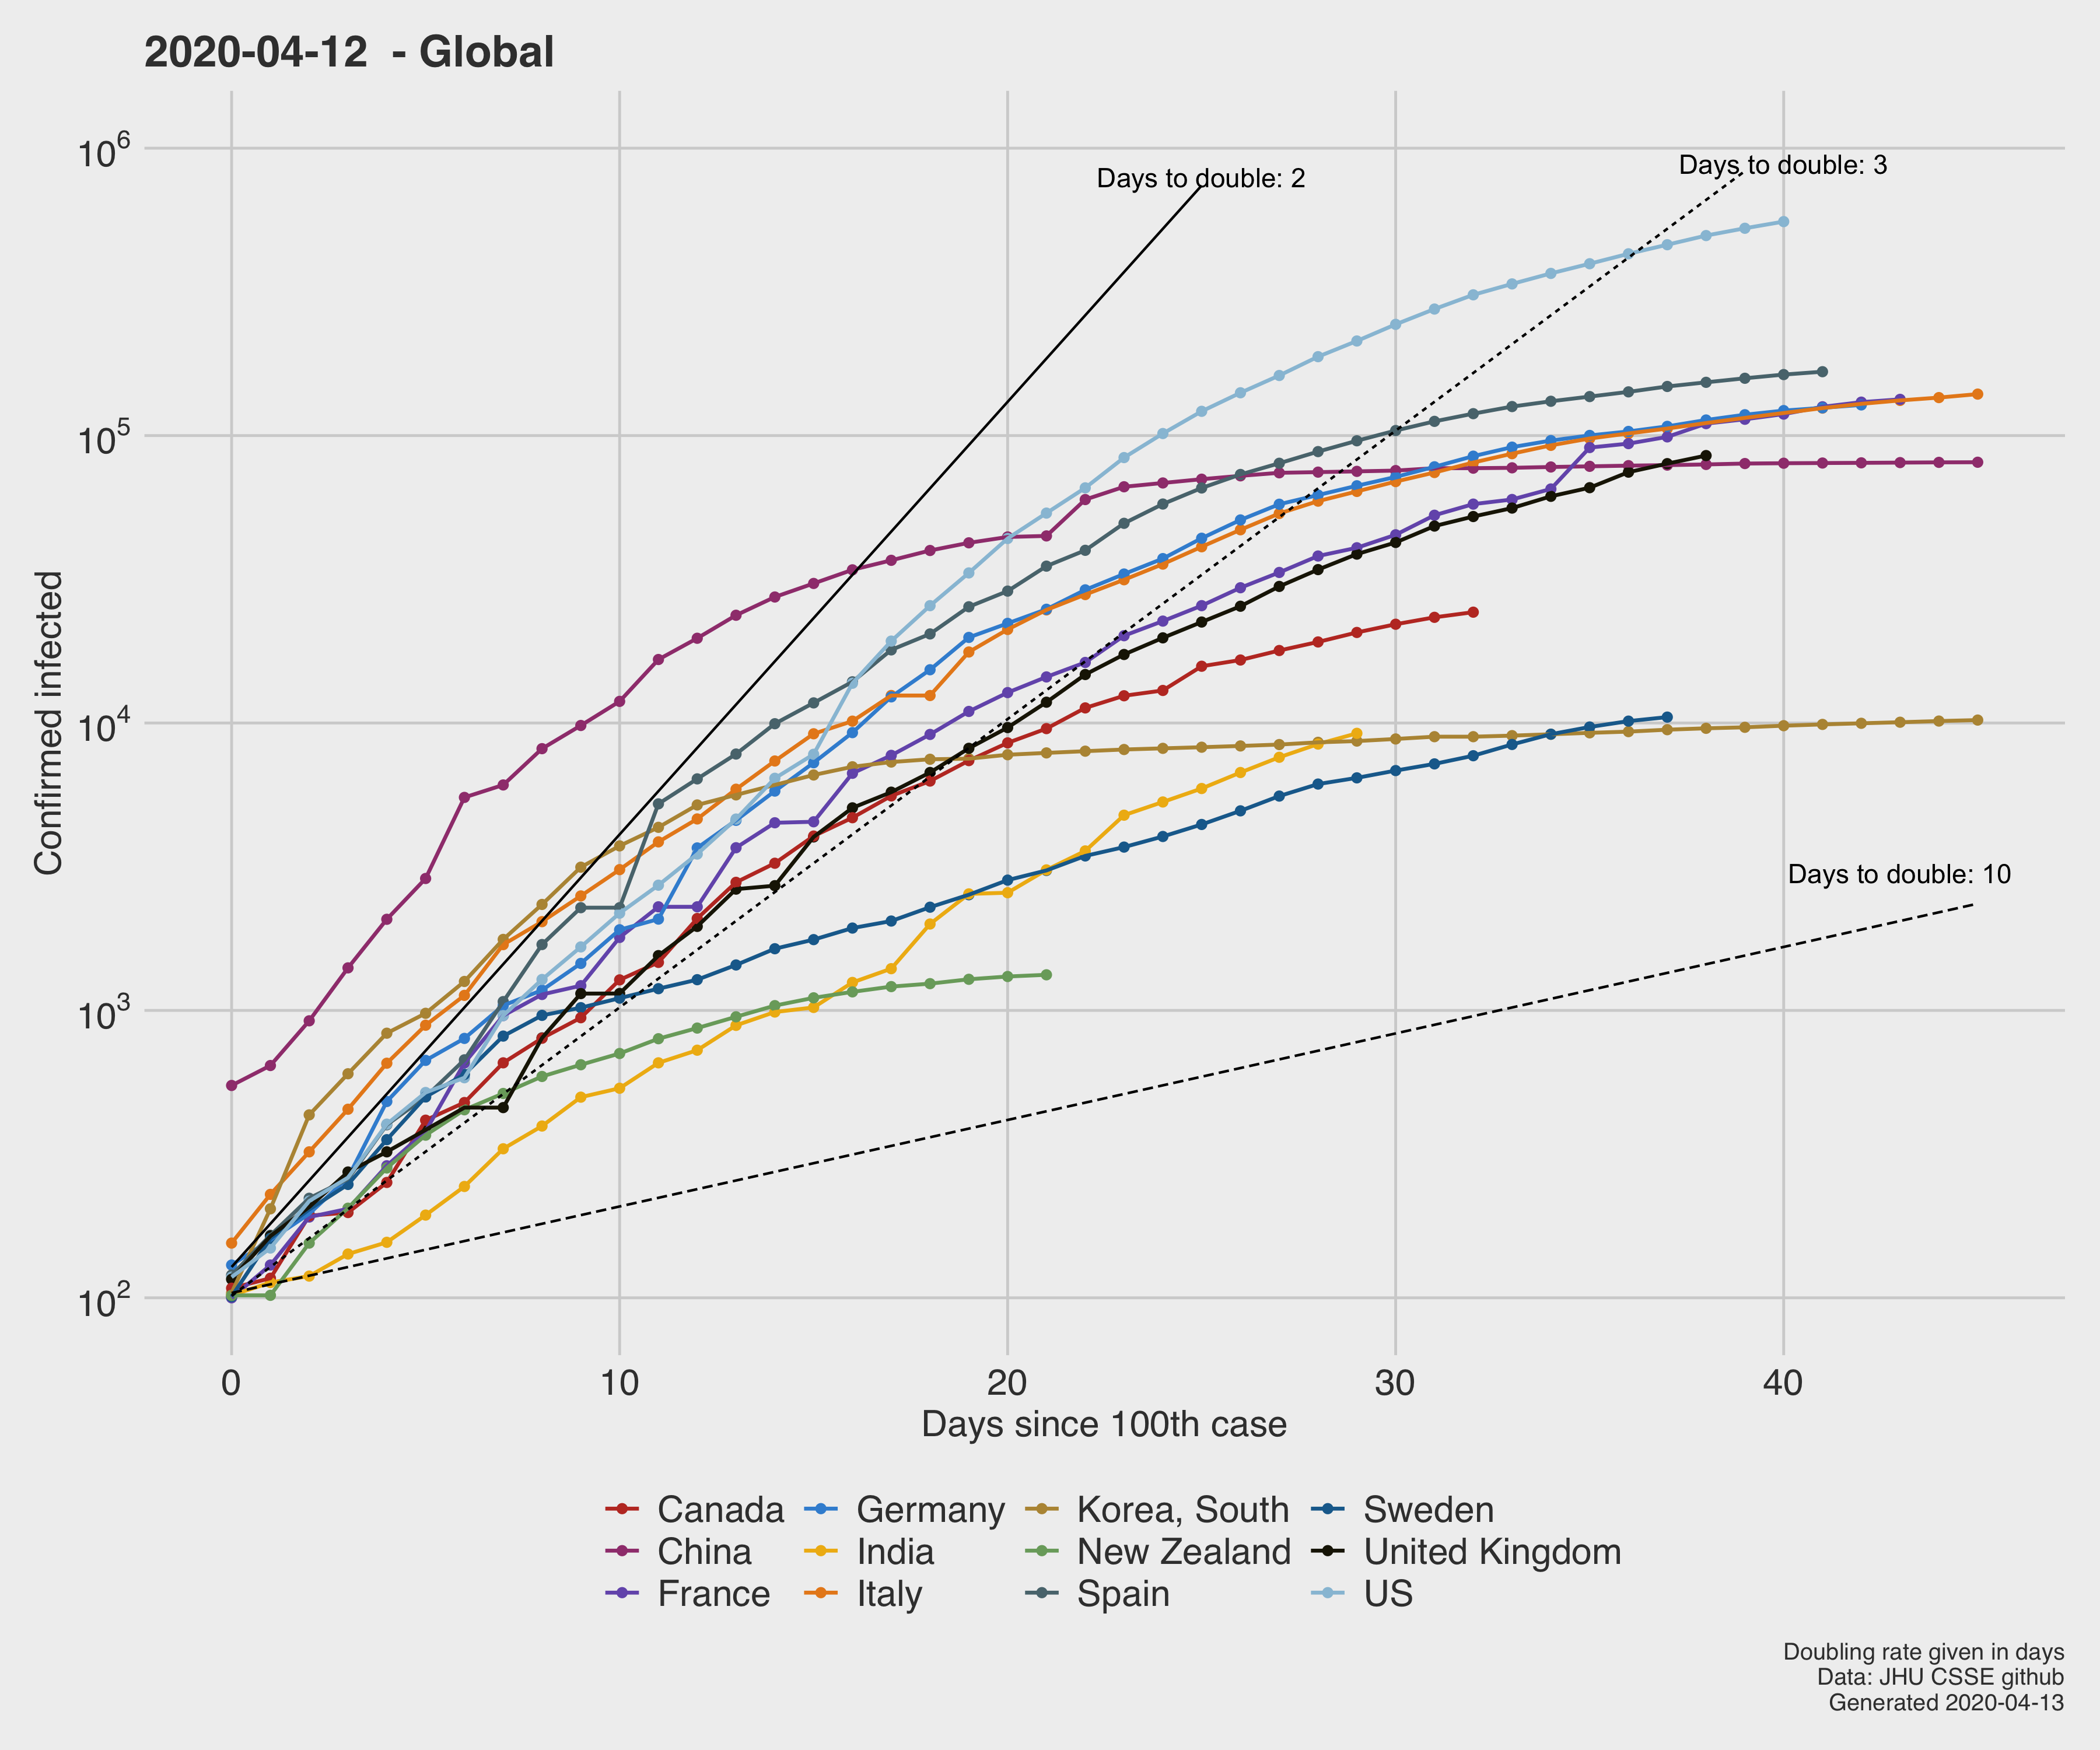 2020-04-12 - Global
10^6
10^5
10^4
10^3
10^2
Confirmed infected
Days to double: 2
Days to double: 3
Days to double: 10
0 10 20 30 40
Days since 100th case
Canada Germany Korea, South Sweden
China India New Zealand United Kingdom
France Italy Spain US
Doubling rate given in days
Data: JHU CSSE github
Generated 2020-04-13